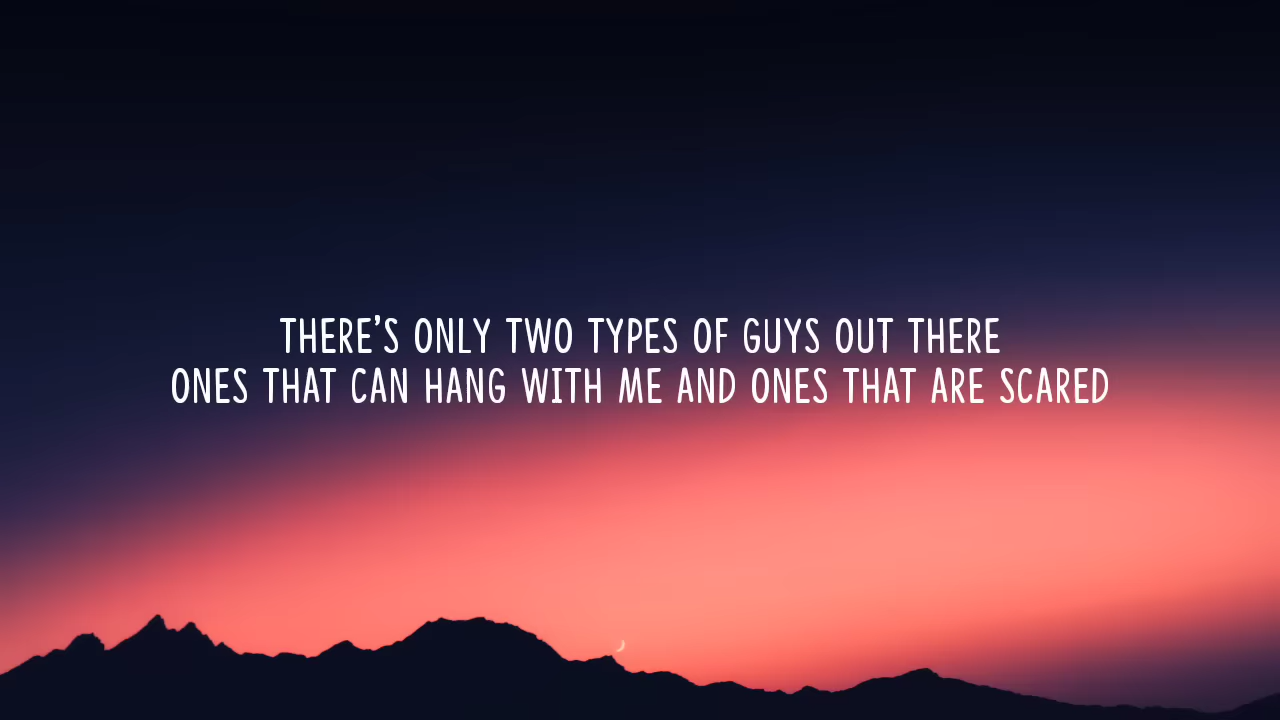 THERE'S ONLY TWO TYPES OF GUYS OUT THERE
ONES THAT CAN HANG WITH ME AND ONES THAT ARE SCARED